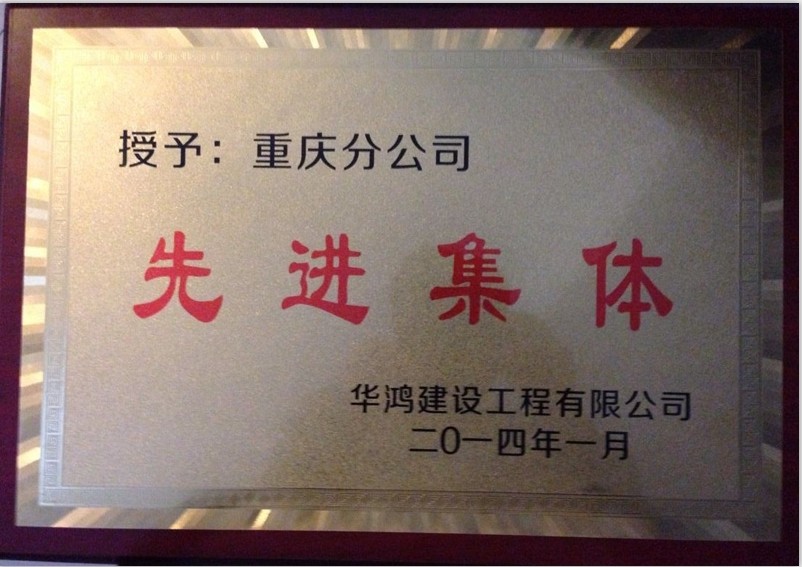 授予：重庆分公司
先进集体
华鸿建设工程有限公司
二0一四年一月